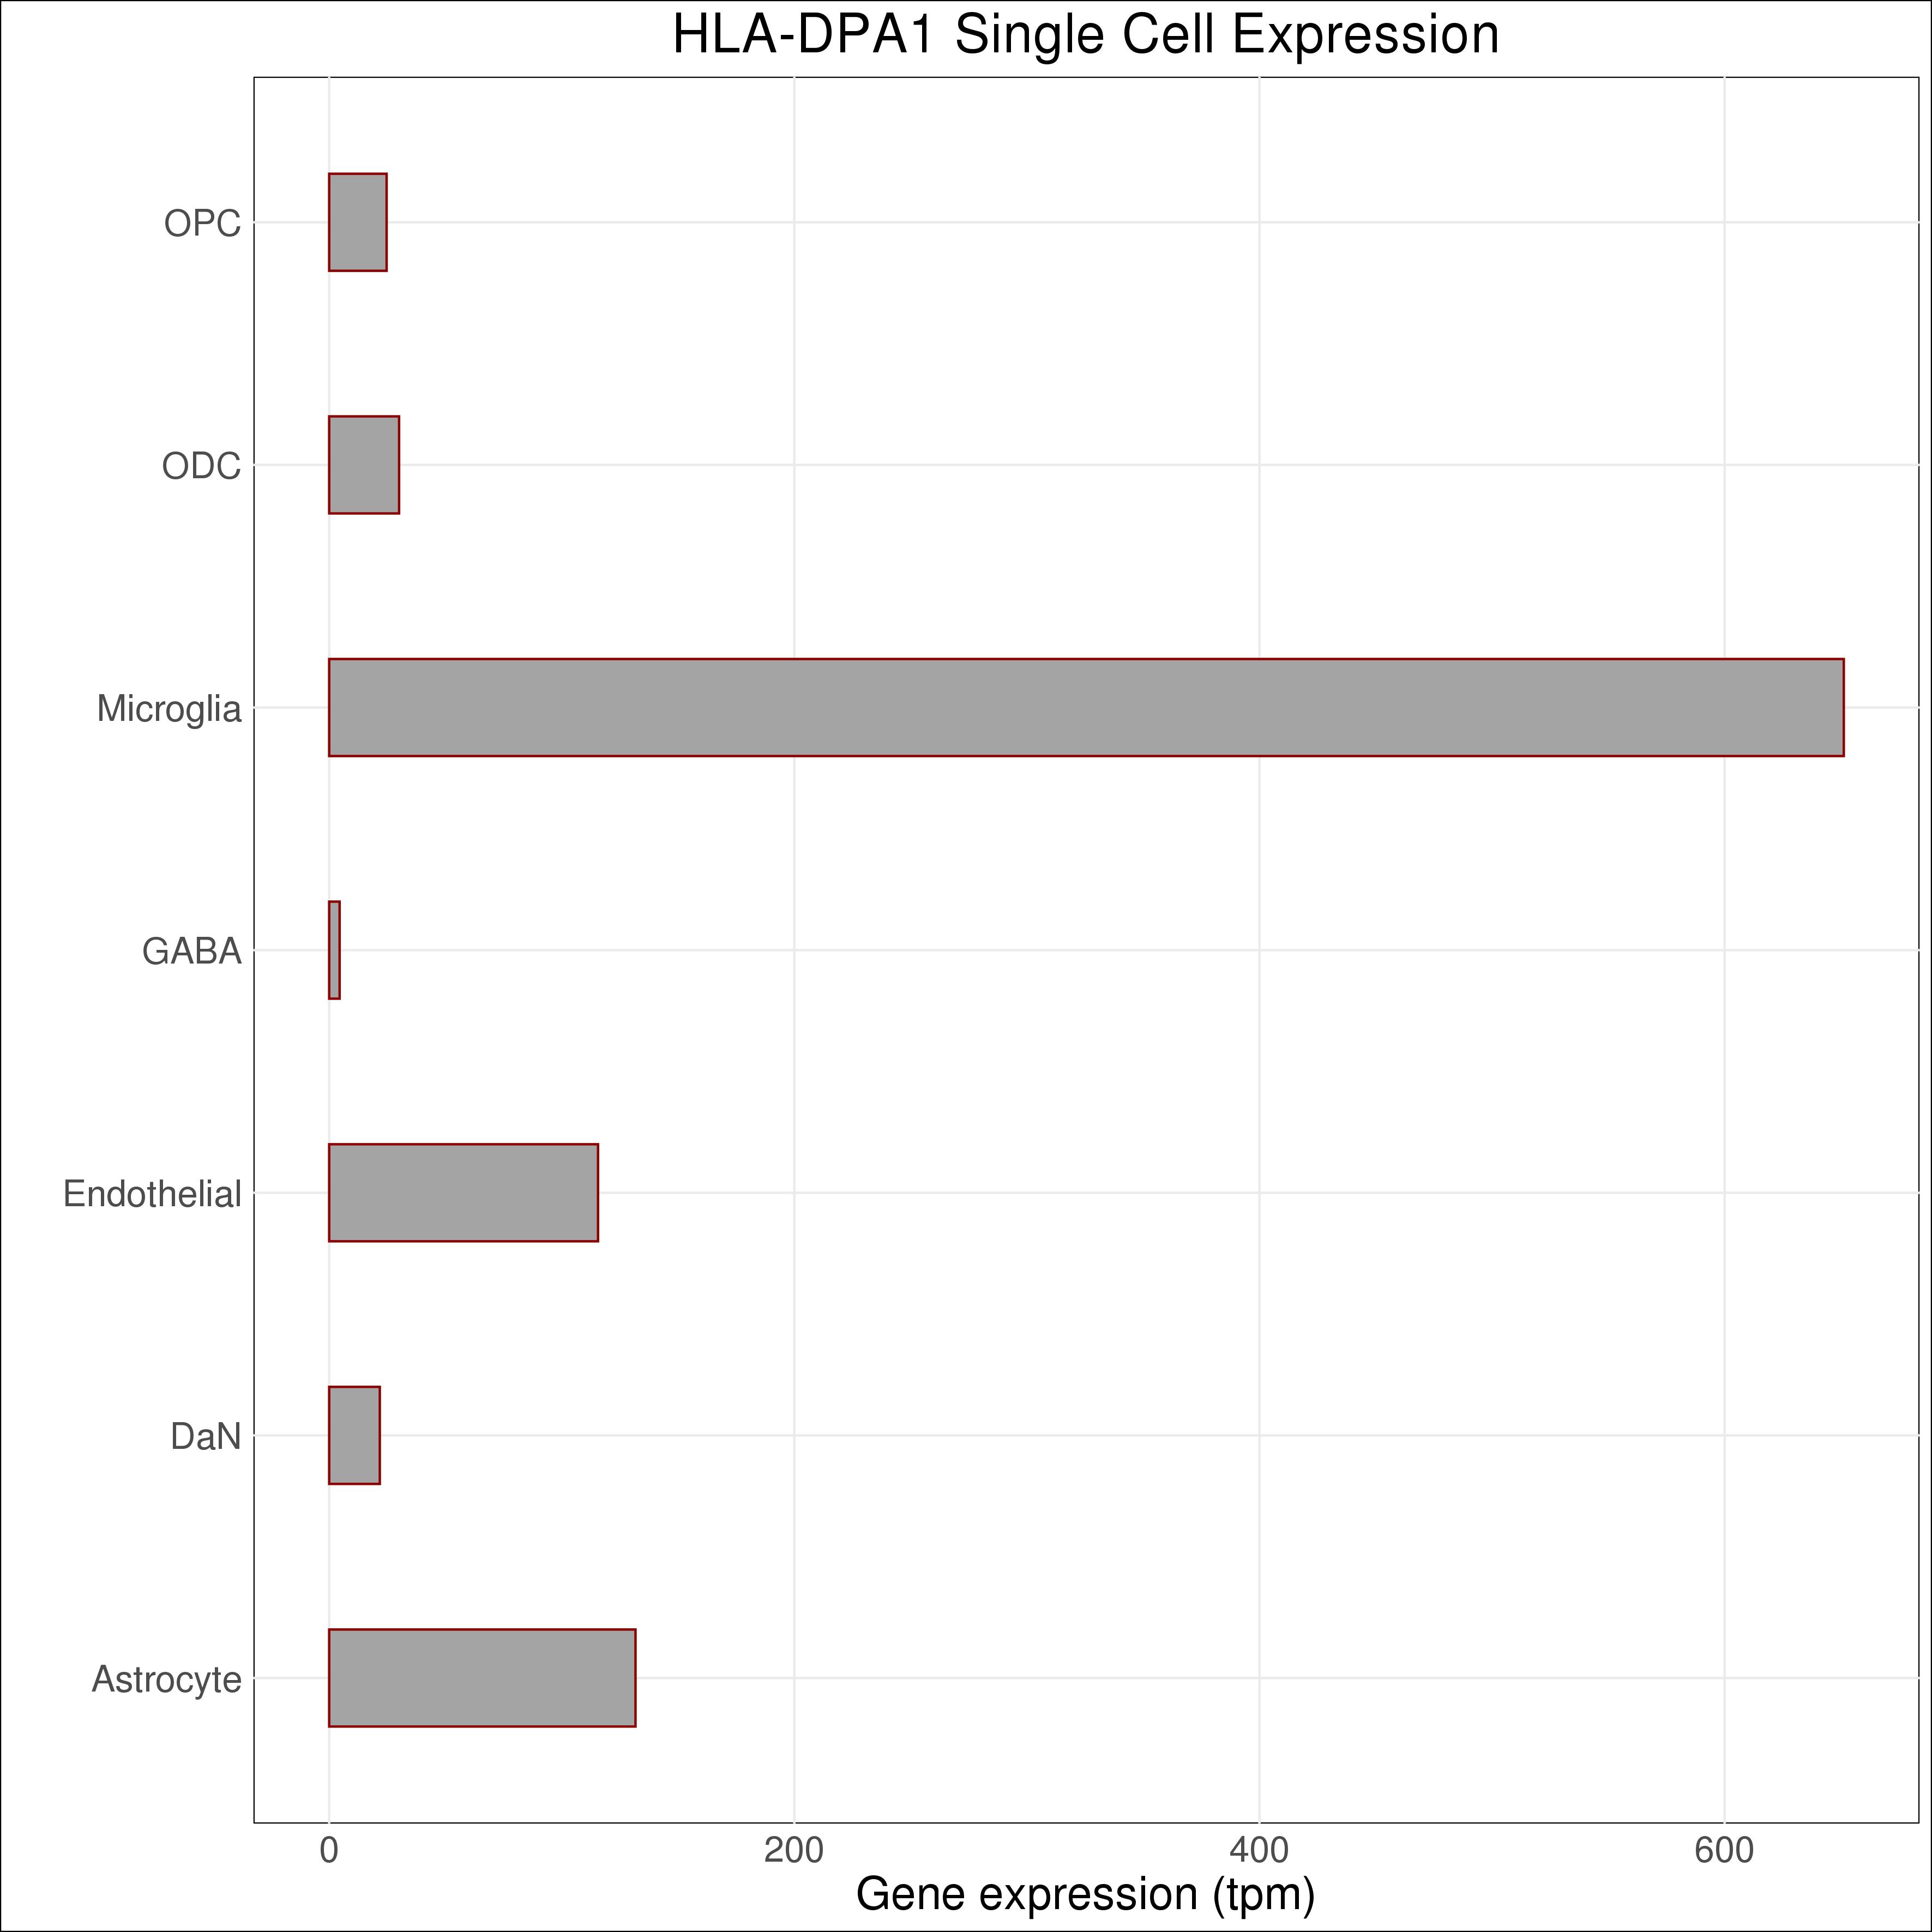 HLA-DPA1 Single Cell Expression
OPC
ODC
Microglia
GABA
Endothelial
DaN
Astrocyte
0 200 400 600
Gene expression (tpm)